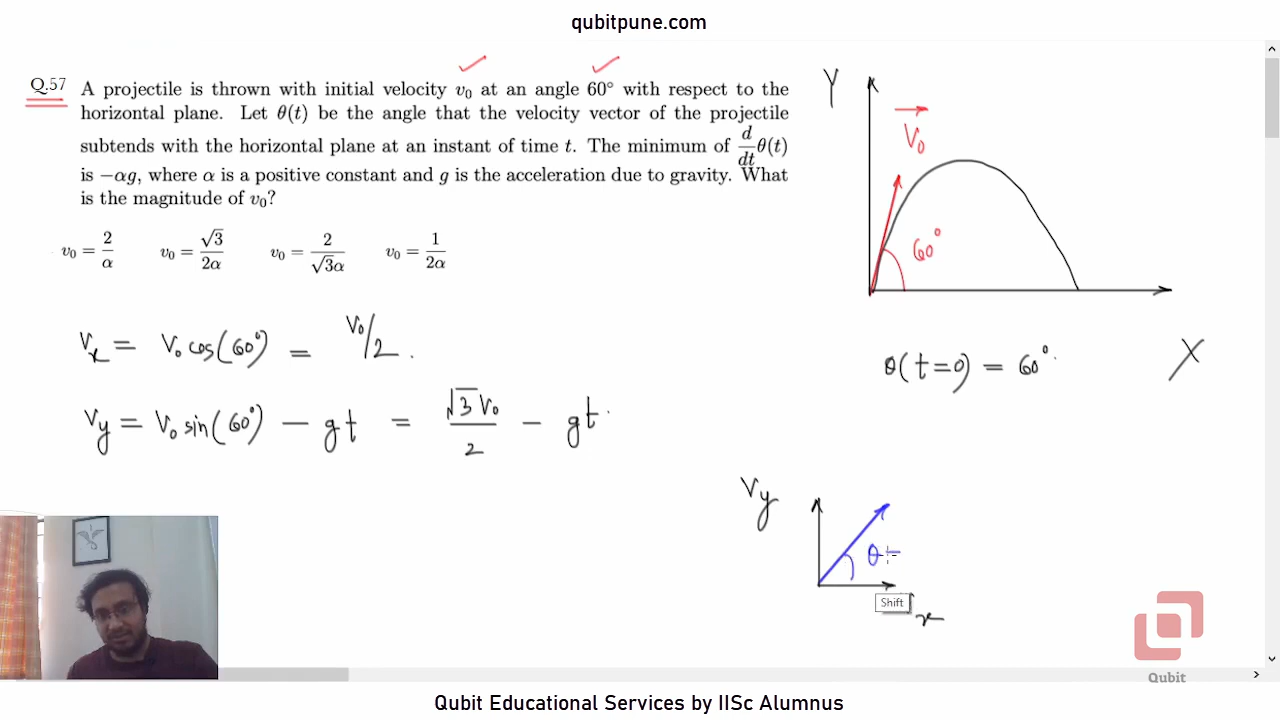 qubitpune.com
Q.57 A projectile is thrown with initial velocity v₀ at an angle 60° with respect to the
horizontal plane. Let θ(t) be the angle that the velocity vector of the projectile
subtends with the horizontal plane at an instant of time t. The minimum of d/dt θ(t)
is −αg, where α is a positive constant and g is the acceleration due to gravity. What
is the magnitude of v₀?
v₀ = 2/α v₀ = √3/2α v₀ = 2/√3α v₀ = 1/2α
Vx = V₀ cos(60°) = V₀/2.
Vy = V₀ sin(60°) − gt = √3 V₀/2 − gt.
Y
V₀
60°
X
θ(t=0) = 60°.
Vy
θt
Shift
x
Qubit
Qubit Educational Services by IISc Alumnus